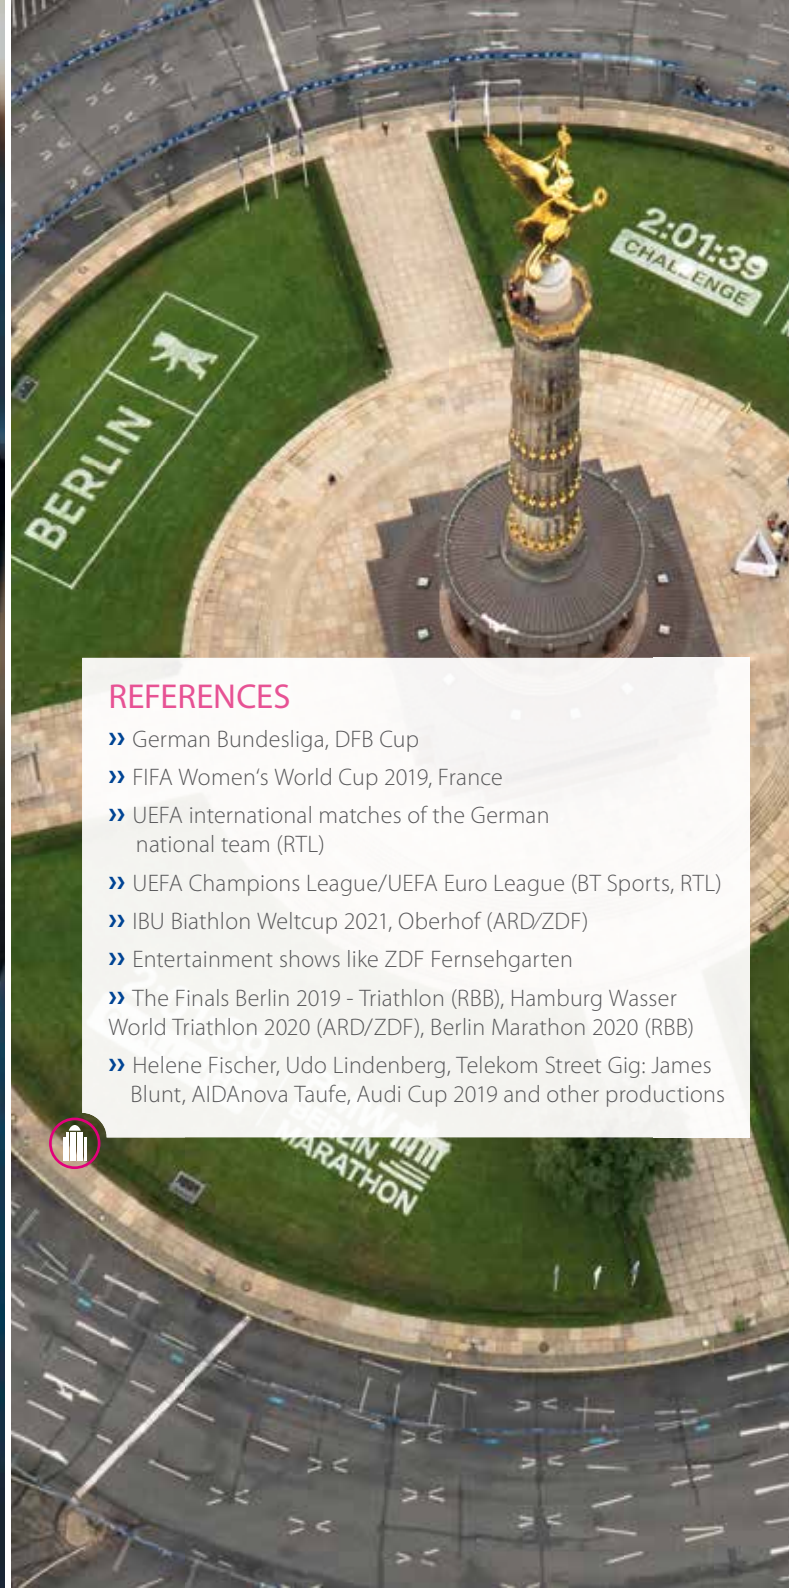 2:01:39
CHALLENGE
BERLIN
REFERENCES
›› German Bundesliga, DFB Cup
›› FIFA Women’s World Cup 2019, France
›› UEFA international matches of the German
national team (RTL)
›› UEFA Champions League/UEFA Euro League (BT Sports, RTL)
›› IBU Biathlon Weltcup 2021, Oberhof (ARD/ZDF)
›› Entertainment shows like ZDF Fernsehgarten
›› The Finals Berlin 2019 - Triathlon (RBB), Hamburg Wasser
World Triathlon 2020 (ARD/ZDF), Berlin Marathon 2020 (RBB)
›› Helene Fischer, Udo Lindenberg, Telekom Street Gig: James
Blunt, AIDAnova Taufe, Audi Cup 2019 and other productions
BERLIN
MARATHON